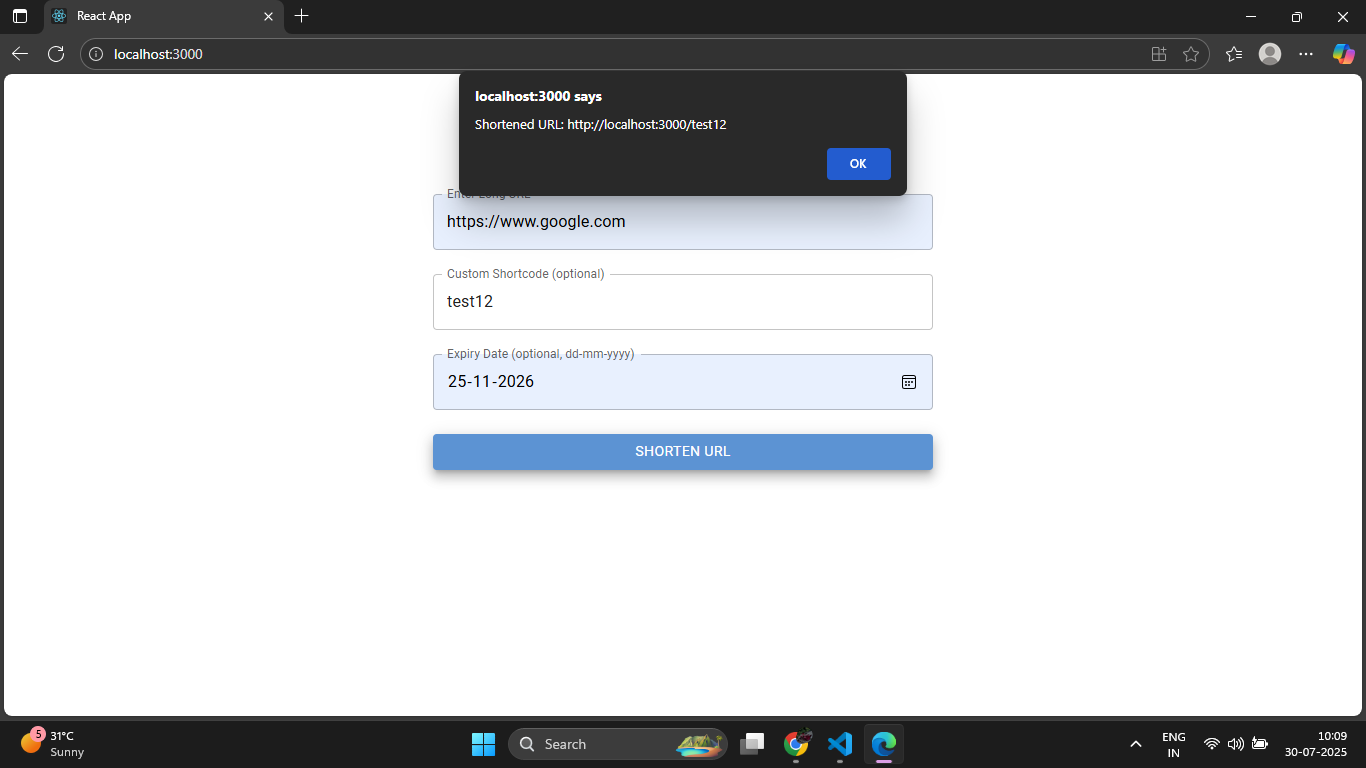 React App
localhost:3000
localhost:3000 says
Shortened URL: http://localhost:3000/test12
OK
Enter Long URL
https://www.google.com
Custom Shortcode (optional)
test12
Expiry Date (optional, dd-mm-yyyy)
25-11-2026
SHORTEN URL
5
31°C
Sunny
Search
ENG
IN
10:09
30-07-2025